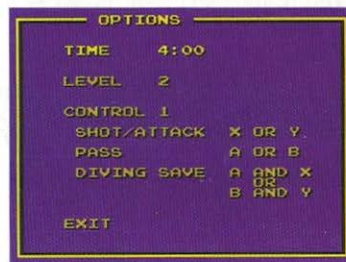 OPTIONS
TIME 4:00
LEVEL 2
CONTROL 1
SHOT/ATTACK X OR Y
PASS A OR B
DIVING SAVE A AND X
OR
B AND Y
EXIT